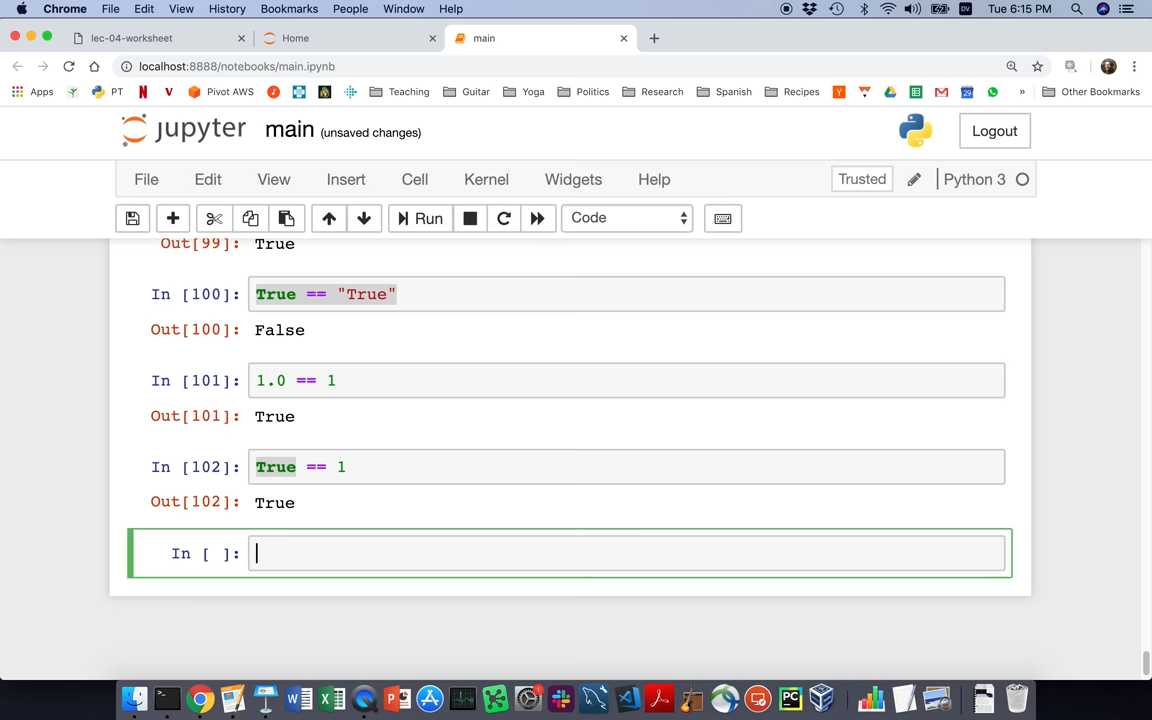 Chrome File Edit View History Bookmarks People Window Help Tue 6:15 PM
lec-04-worksheet Home main
localhost:8888/notebooks/main.ipynb
Apps PT Pivot AWS Teaching Guitar Yoga Politics Research Spanish Recipes » Other Bookmarks
jupyter main (unsaved changes) Logout
File Edit View Insert Cell Kernel Widgets Help Trusted Python 3
Run Code
Out[99]: True
In [100]: True == "True"
Out[100]: False
In [101]: 1.0 == 1
Out[101]: True
In [102]: True == 1
Out[102]: True
In [ ]: